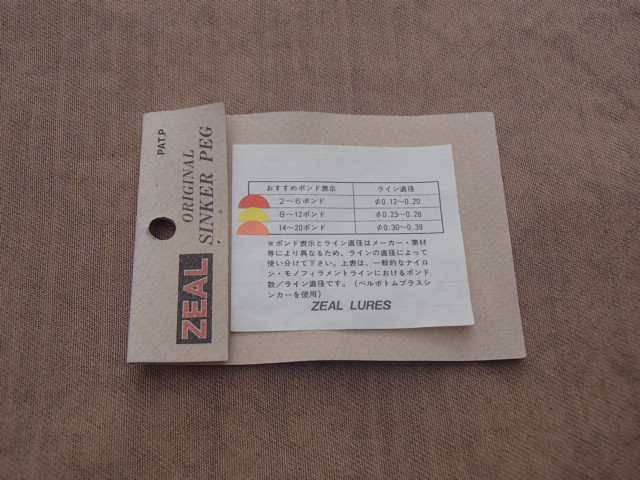 PAT.P
ORIGINAL
SINKER PEG
ZEAL
おすすめポンド表示 ライン直径
2〜6ポンド φ0.12〜0.20
8〜12ポンド φ0.23〜0.28
14〜20ポンド φ0.30〜0.39
※ポンド表示とライン直径はメーカー・素材
等により異なるため、ラインの直径によって
使い分けて下さい。上表は、一般的なナイロ
ン・モノフィラメントラインにおけるポンド
数／ライン直径です。（ベルボトムブラスシ
ンカーを使用）
ZEAL LURES